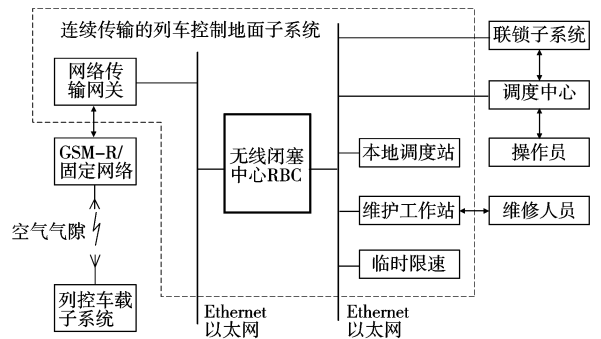 连续传输的列车控制地面子系统
联锁子系统
网络传
输网关
调度中心
无线闭塞
中心RBC
GSM-R/
固定网络
本地调度站
操作员
空气气隙
维护工作站
维修人员
临时限速
列控车载
子系统
Ethernet
以太网
Ethernet
以太网